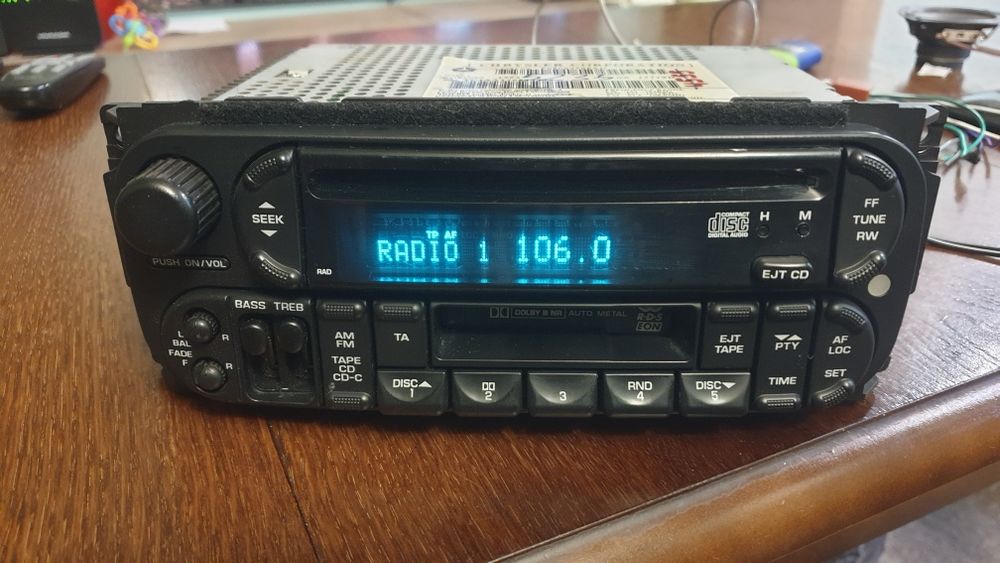 CHRYSLER CORPORATION
PUSH ON/VOL
SEEK
RAD
TP AF
RADIO 1 106.0
COMPACT
disc
DIGITAL AUDIO
H M
EJT CD
FF
TUNE
RW
BASS TREB
L
R
BAL
FADE
F
R
AM
FM
TAPE
CD
CD-C
TA
DOLBY B NR AUTO METAL
R·D·S
EON
EJT
TAPE
PTY
TIME
AF
LOC
SET
DISC
1
2
3
RND
4
DISC
5